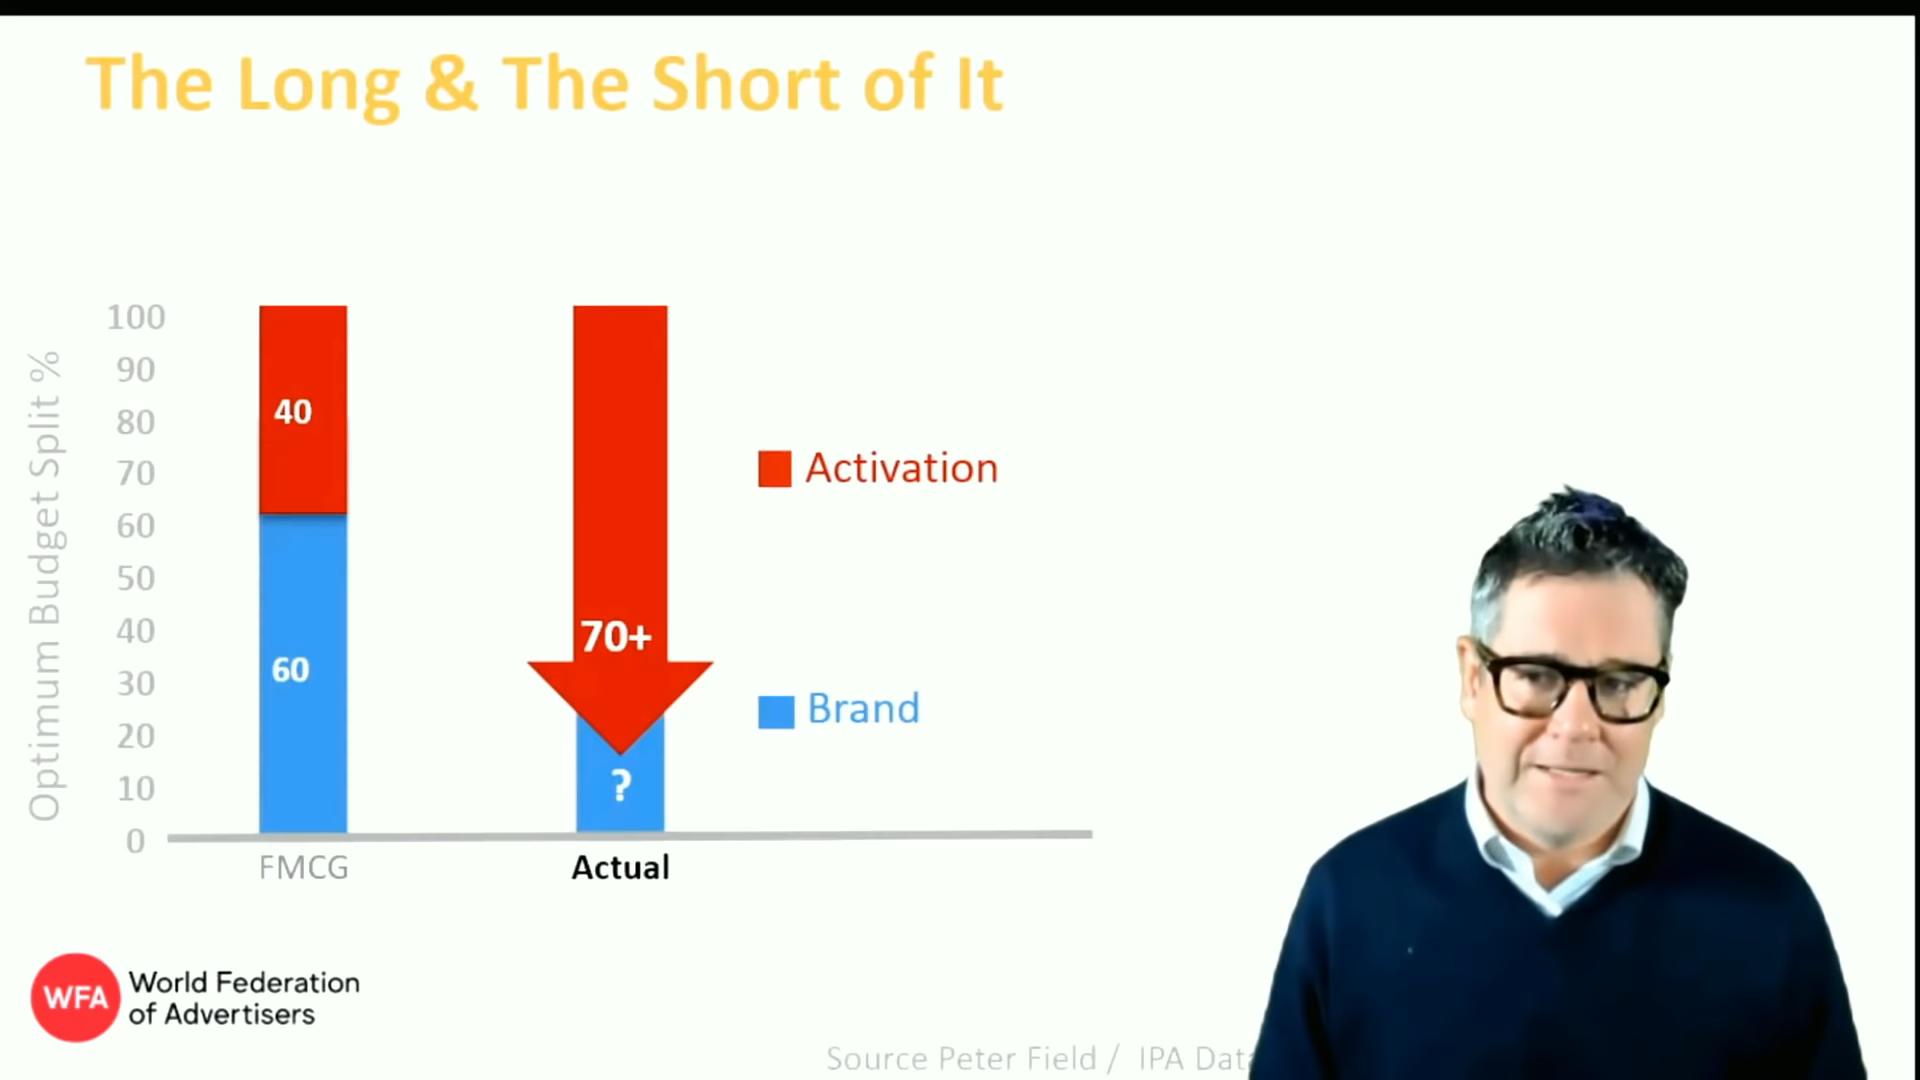 The Long & The Short of It
Optimum Budget Split %
100
90
80
70
60
50
40
30
20
10
0
40
60
70+
?
Activation
Brand
FMCG
Actual
WFA
World Federation
of Advertisers
Source Peter Field / IPA